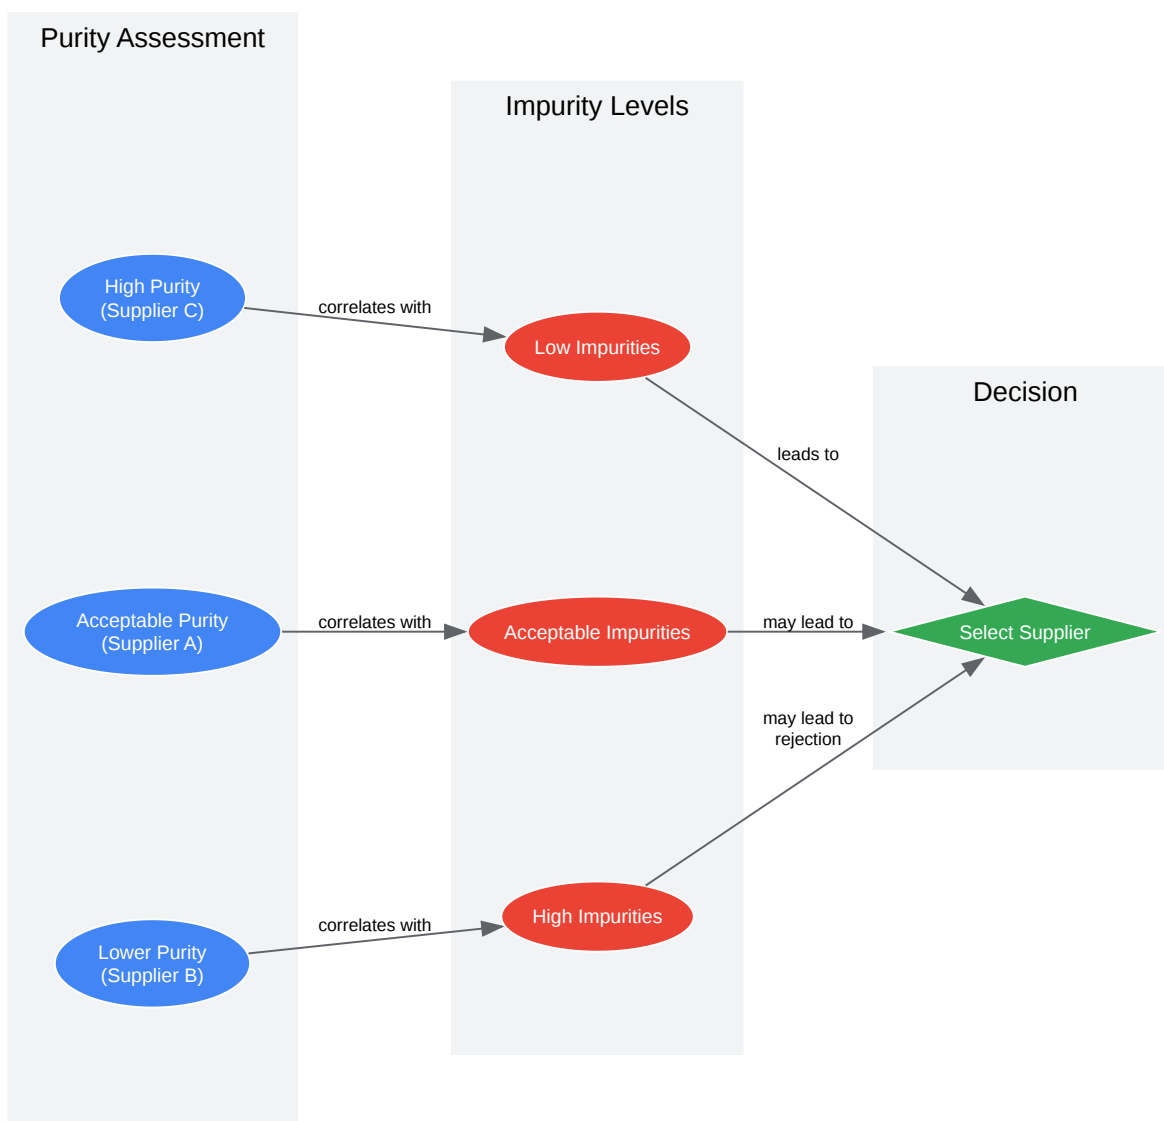 Purity Assessment
Impurity Levels
Decision
High Purity
(Supplier C)
correlates with
Low Impurities
leads to
Acceptable Purity
(Supplier A)
correlates with
Acceptable Impurities
may lead to
Select Supplier
may lead to
rejection
Lower Purity
(Supplier B)
correlates with
High Impurities